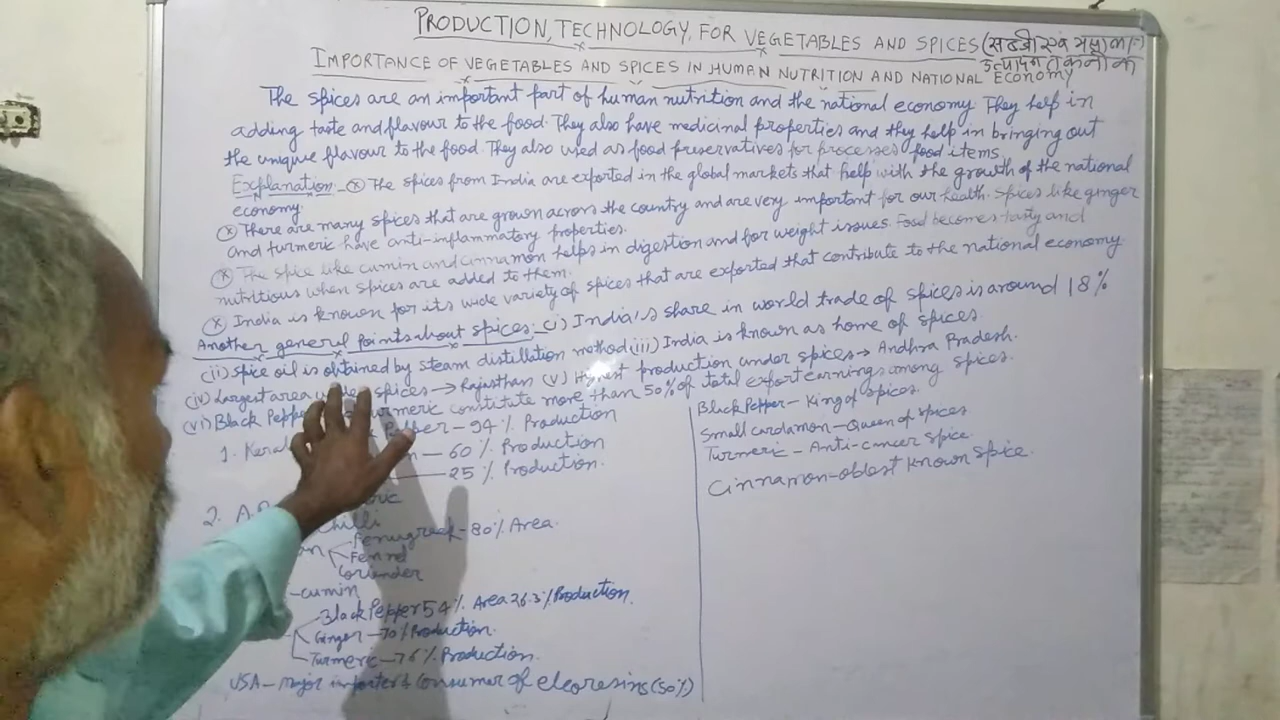 PRODUCTION, TECHNOLOGY, FOR VEGETABLES AND SPICES (सब्जी एवं मसालों की
IMPORTANCE OF VEGETABLES AND SPICES IN HUMAN NUTRITION AND NATIONAL ECONOMY उत्पादन तकनीक
The spices are an important part of human nutrition and the national economy. They help in
adding taste and flavour to the food. They also have medicinal properties and they help in bringing out
the unique flavour to the food. They also used as food preservatives for processes food items
Explanation - ⊗ The spices from India are exported in the global markets that help with the growth of the national
economy.
⊗ There are many spices that are grown across the country and are very important for our health. Spices like ginger
and turmeric have anti-inflammatory properties.
⊗ The spice like cumin and cinnamon helps in digestion and for weight issues. Food becomes tasty and
nutritious when spices are added to them.
⊗ India is known for its wide variety of spices that are exported that contribute to the national economy
Another general Points about spices:- (i) India's share in world trade of spices is around 18%
(ii) Spice oil is obtained by steam distillation method (iii) India is known as home of spices.
(iv) Largest area under spices → Rajasthan (v) Highest production under spices → Andhra Pradesh.
(vi) Black Pepper turmeric constitute more than 50% of total export earnings among spices.
1. Kera Pepper - 94% Production
60% Production
25% Production.
2. A.P
Chilli
Fenugreek - 80% Area
Fennel
Coriander
- cumin
Black Pepper 54% Area 26.3% Production
Ginger - 70% Production
Turmeric - 76% Production
USA - Major importer & Consumer of eleoresins (50%)
Black Pepper - King of spices
Small cardamon - Queen of spices
Turmeric - Anti-cancer spice
Cinnamon - oldest known spice.